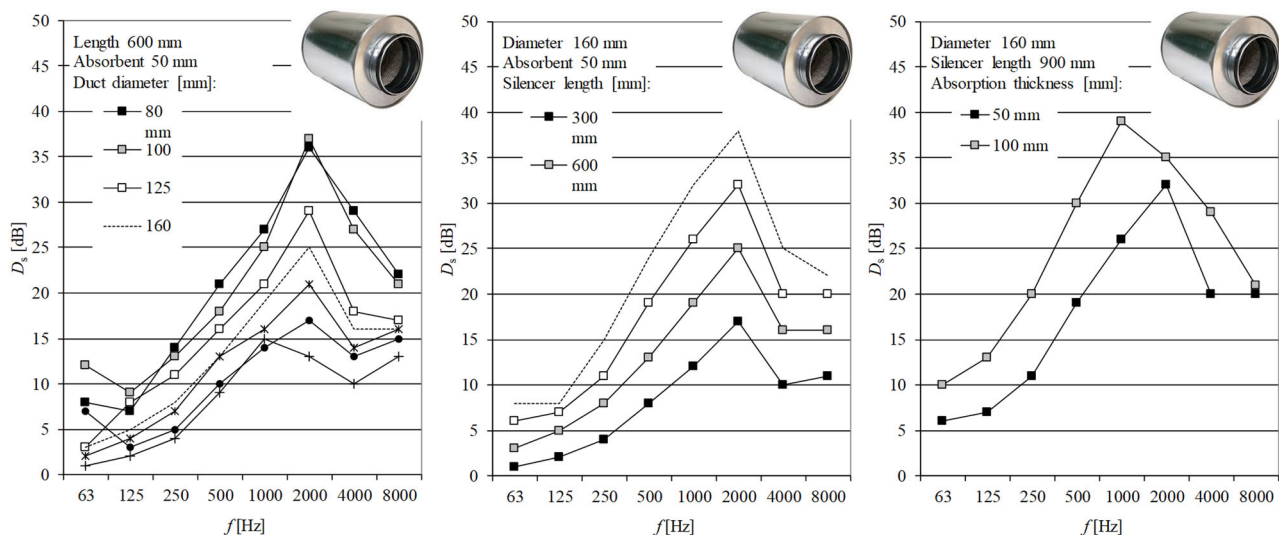 50
45
40
35
30
25
20
15
10
5
0
Ds [dB]
Length 600 mm
Absorbent 50 mm
Duct diameter [mm]:
80
mm
100
125
160
63 125 250 500 1000 2000 4000 8000
f [Hz]
50
45
40
35
30
25
20
15
10
5
0
Ds [dB]
Diameter 160 mm
Absorbent 50 mm
Silencer length [mm]:
300
mm
600
mm
63 125 250 500 1000 2000 4000 8000
f [Hz]
50
45
40
35
30
25
20
15
10
5
0
Ds [dB]
Diameter 160 mm
Silencer length 900 mm
Absorption thickness [mm]:
50 mm
100 mm
63 125 250 500 1000 2000 4000 8000
f [Hz]